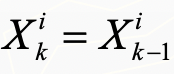 $X_k^i = X_{k-1}^i$